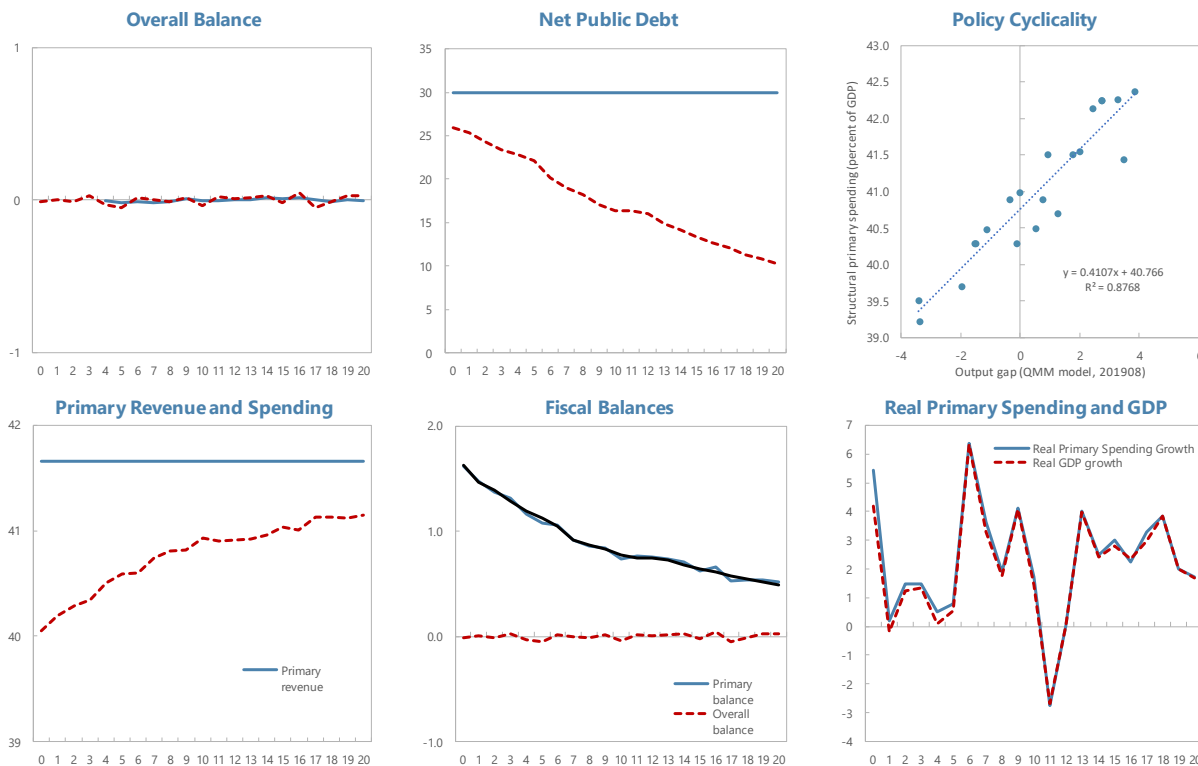 Overall Balance
1
0
-1
0 1 2 3 4 5 6 7 8 9 10 11 12 13 14 15 16 17 18 19 20
Net Public Debt
35
30
25
20
15
10
5
0
0 1 2 3 4 5 6 7 8 9 10 11 12 13 14 15 16 17 18 19 20
Policy Cyclicality
Structural primary spending (percent of GDP)
43.0
42.5
42.0
41.5
41.0
40.5
40.0
39.5
39.0
y = 0.4107x + 40.766
R² = 0.8768
-4 -2 0 2 4 6
Output gap (QMM model, 201908)
Primary Revenue and Spending
42
41
40
39
Primary
revenue
0 1 2 3 4 5 6 7 8 9 10 11 12 13 14 15 16 17 18 19 20
Fiscal Balances
2.0
1.0
0.0
-1.0
Primary
balance
Overall
balance
0 1 2 3 4 5 6 7 8 9 10 11 12 13 14 15 16 17 18 19 20
Real Primary Spending and GDP
7
6
5
4
3
2
1
0
-1
-2
-3
-4
Real Primary Spending Growth
Real GDP growth
0 1 2 3 4 5 6 7 8 9 10 11 12 13 14 15 16 17 18 19 20